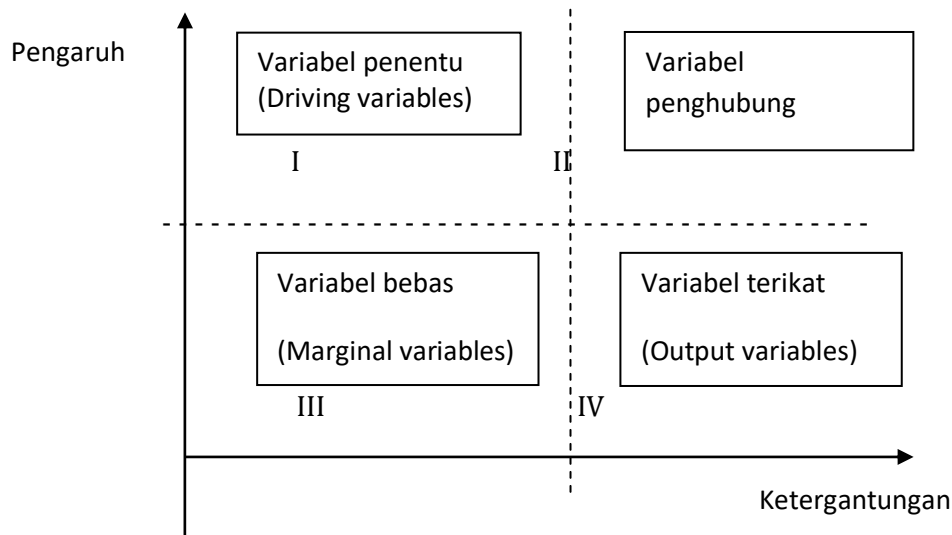 Pengaruh
Variabel penentu
(Driving variables)
I
Variabel
penghubung
II
Variabel bebas
(Marginal variables)
III
Variabel terikat
(Output variables)
IV
Ketergantungan